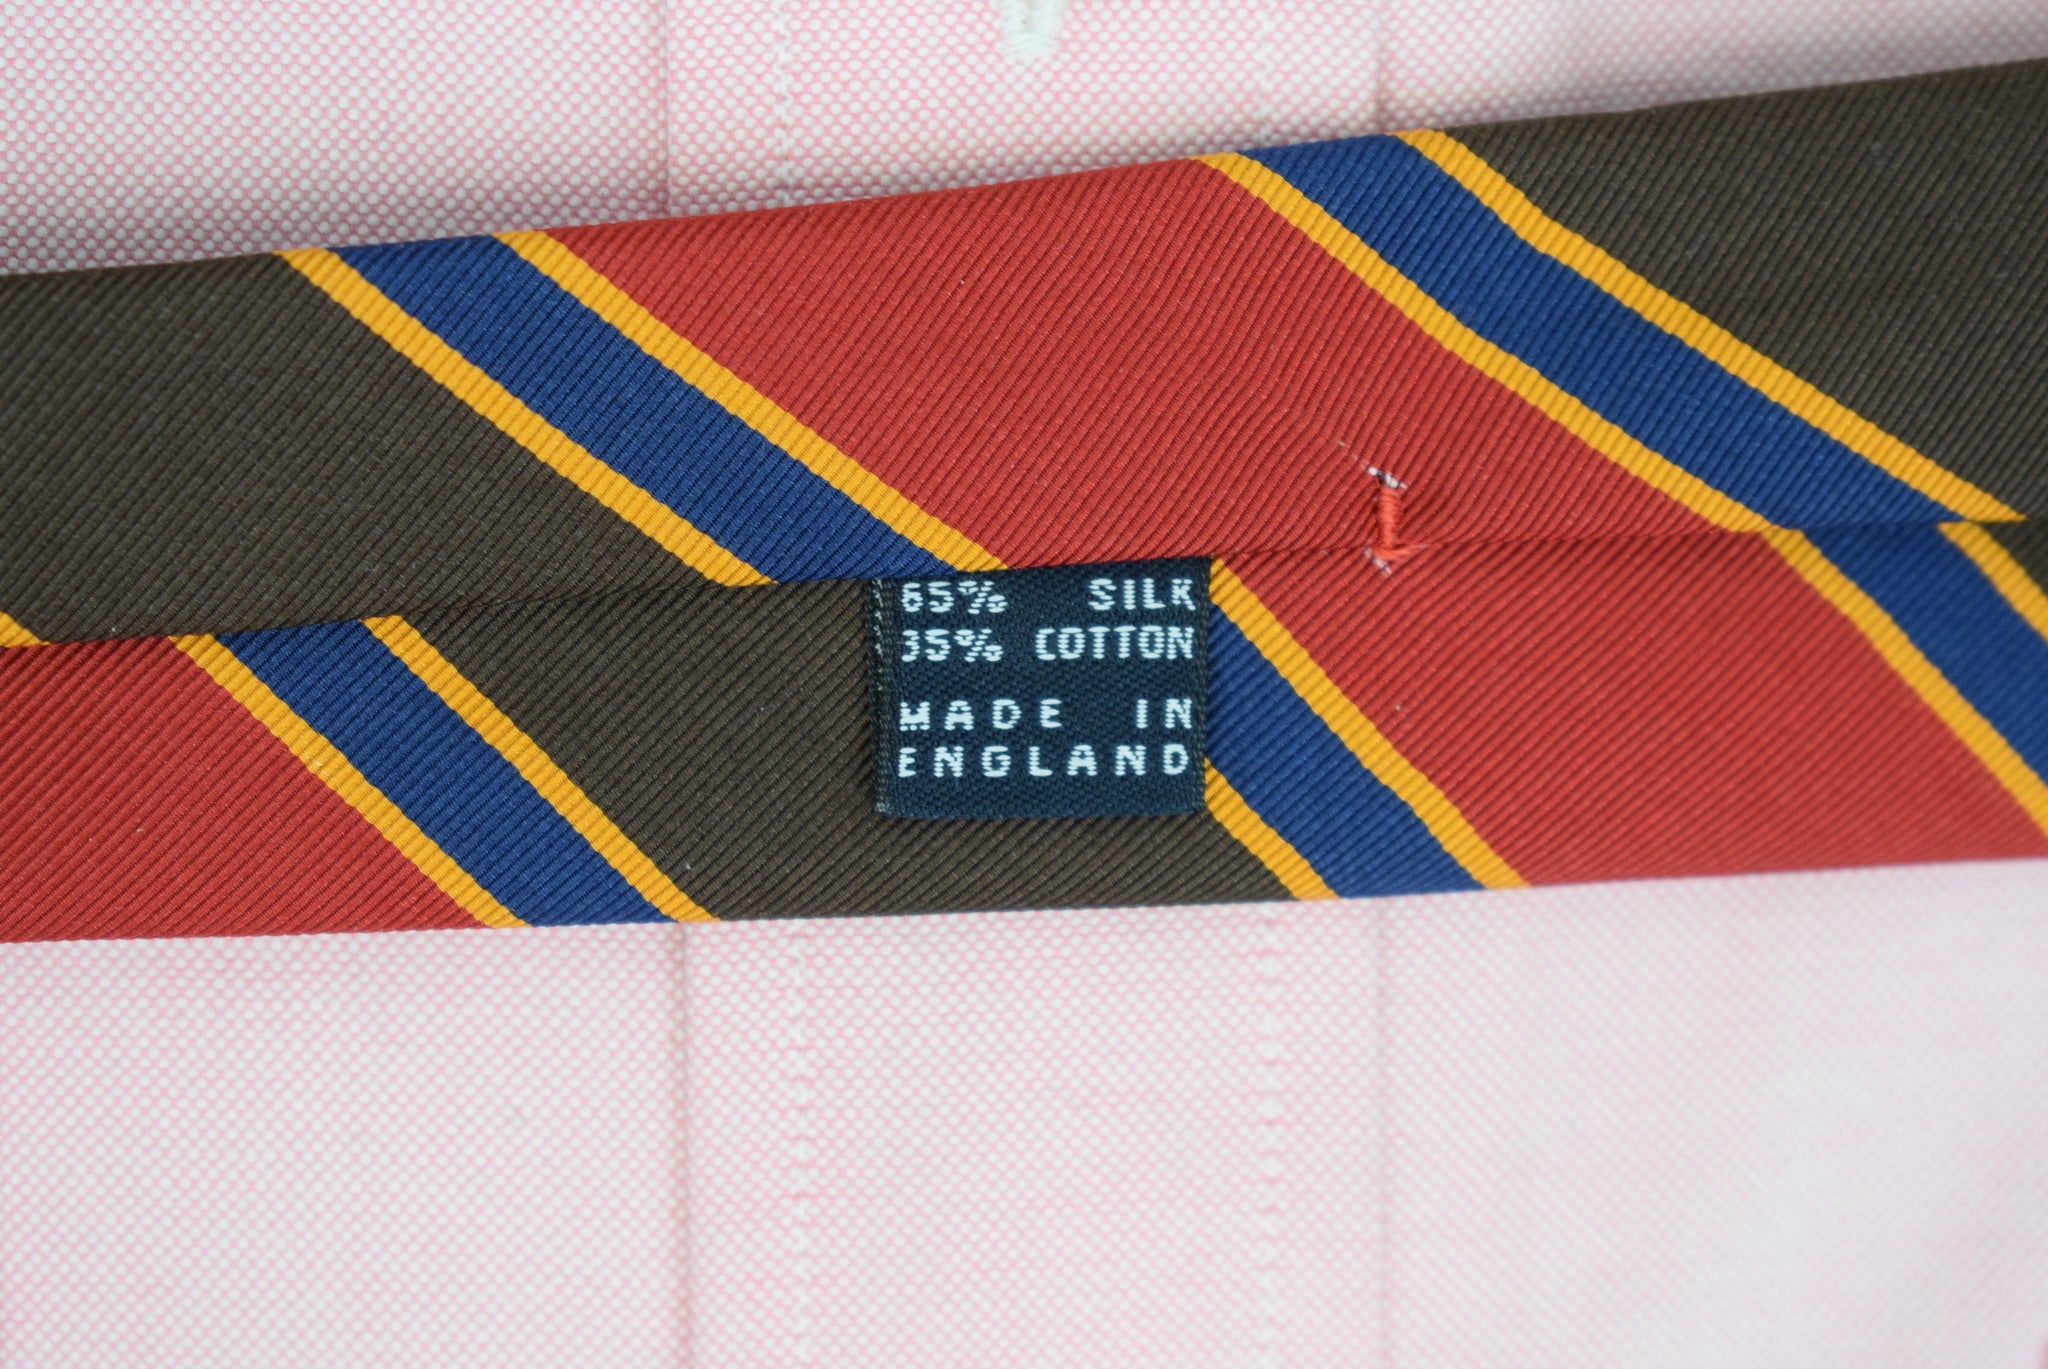 65% SILK
35% COTTON
MADE IN
ENGLAND